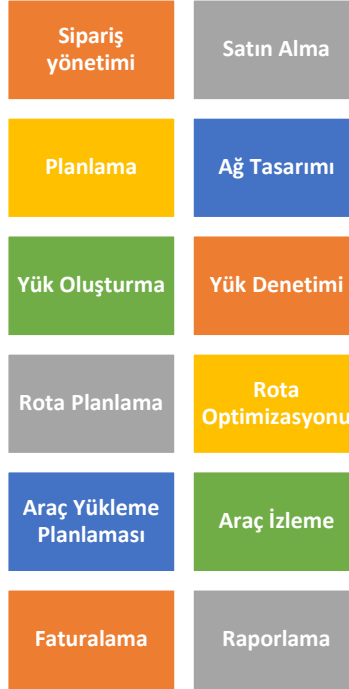 Sipariş
yönetimi
Satın Alma
Planlama
Ağ Tasarımı
Yük Oluşturma
Yük Denetimi
Rota Planlama
Rota
Optimizasyonu
Araç Yükleme
Planlaması
Araç İzleme
Faturalama
Raporlama